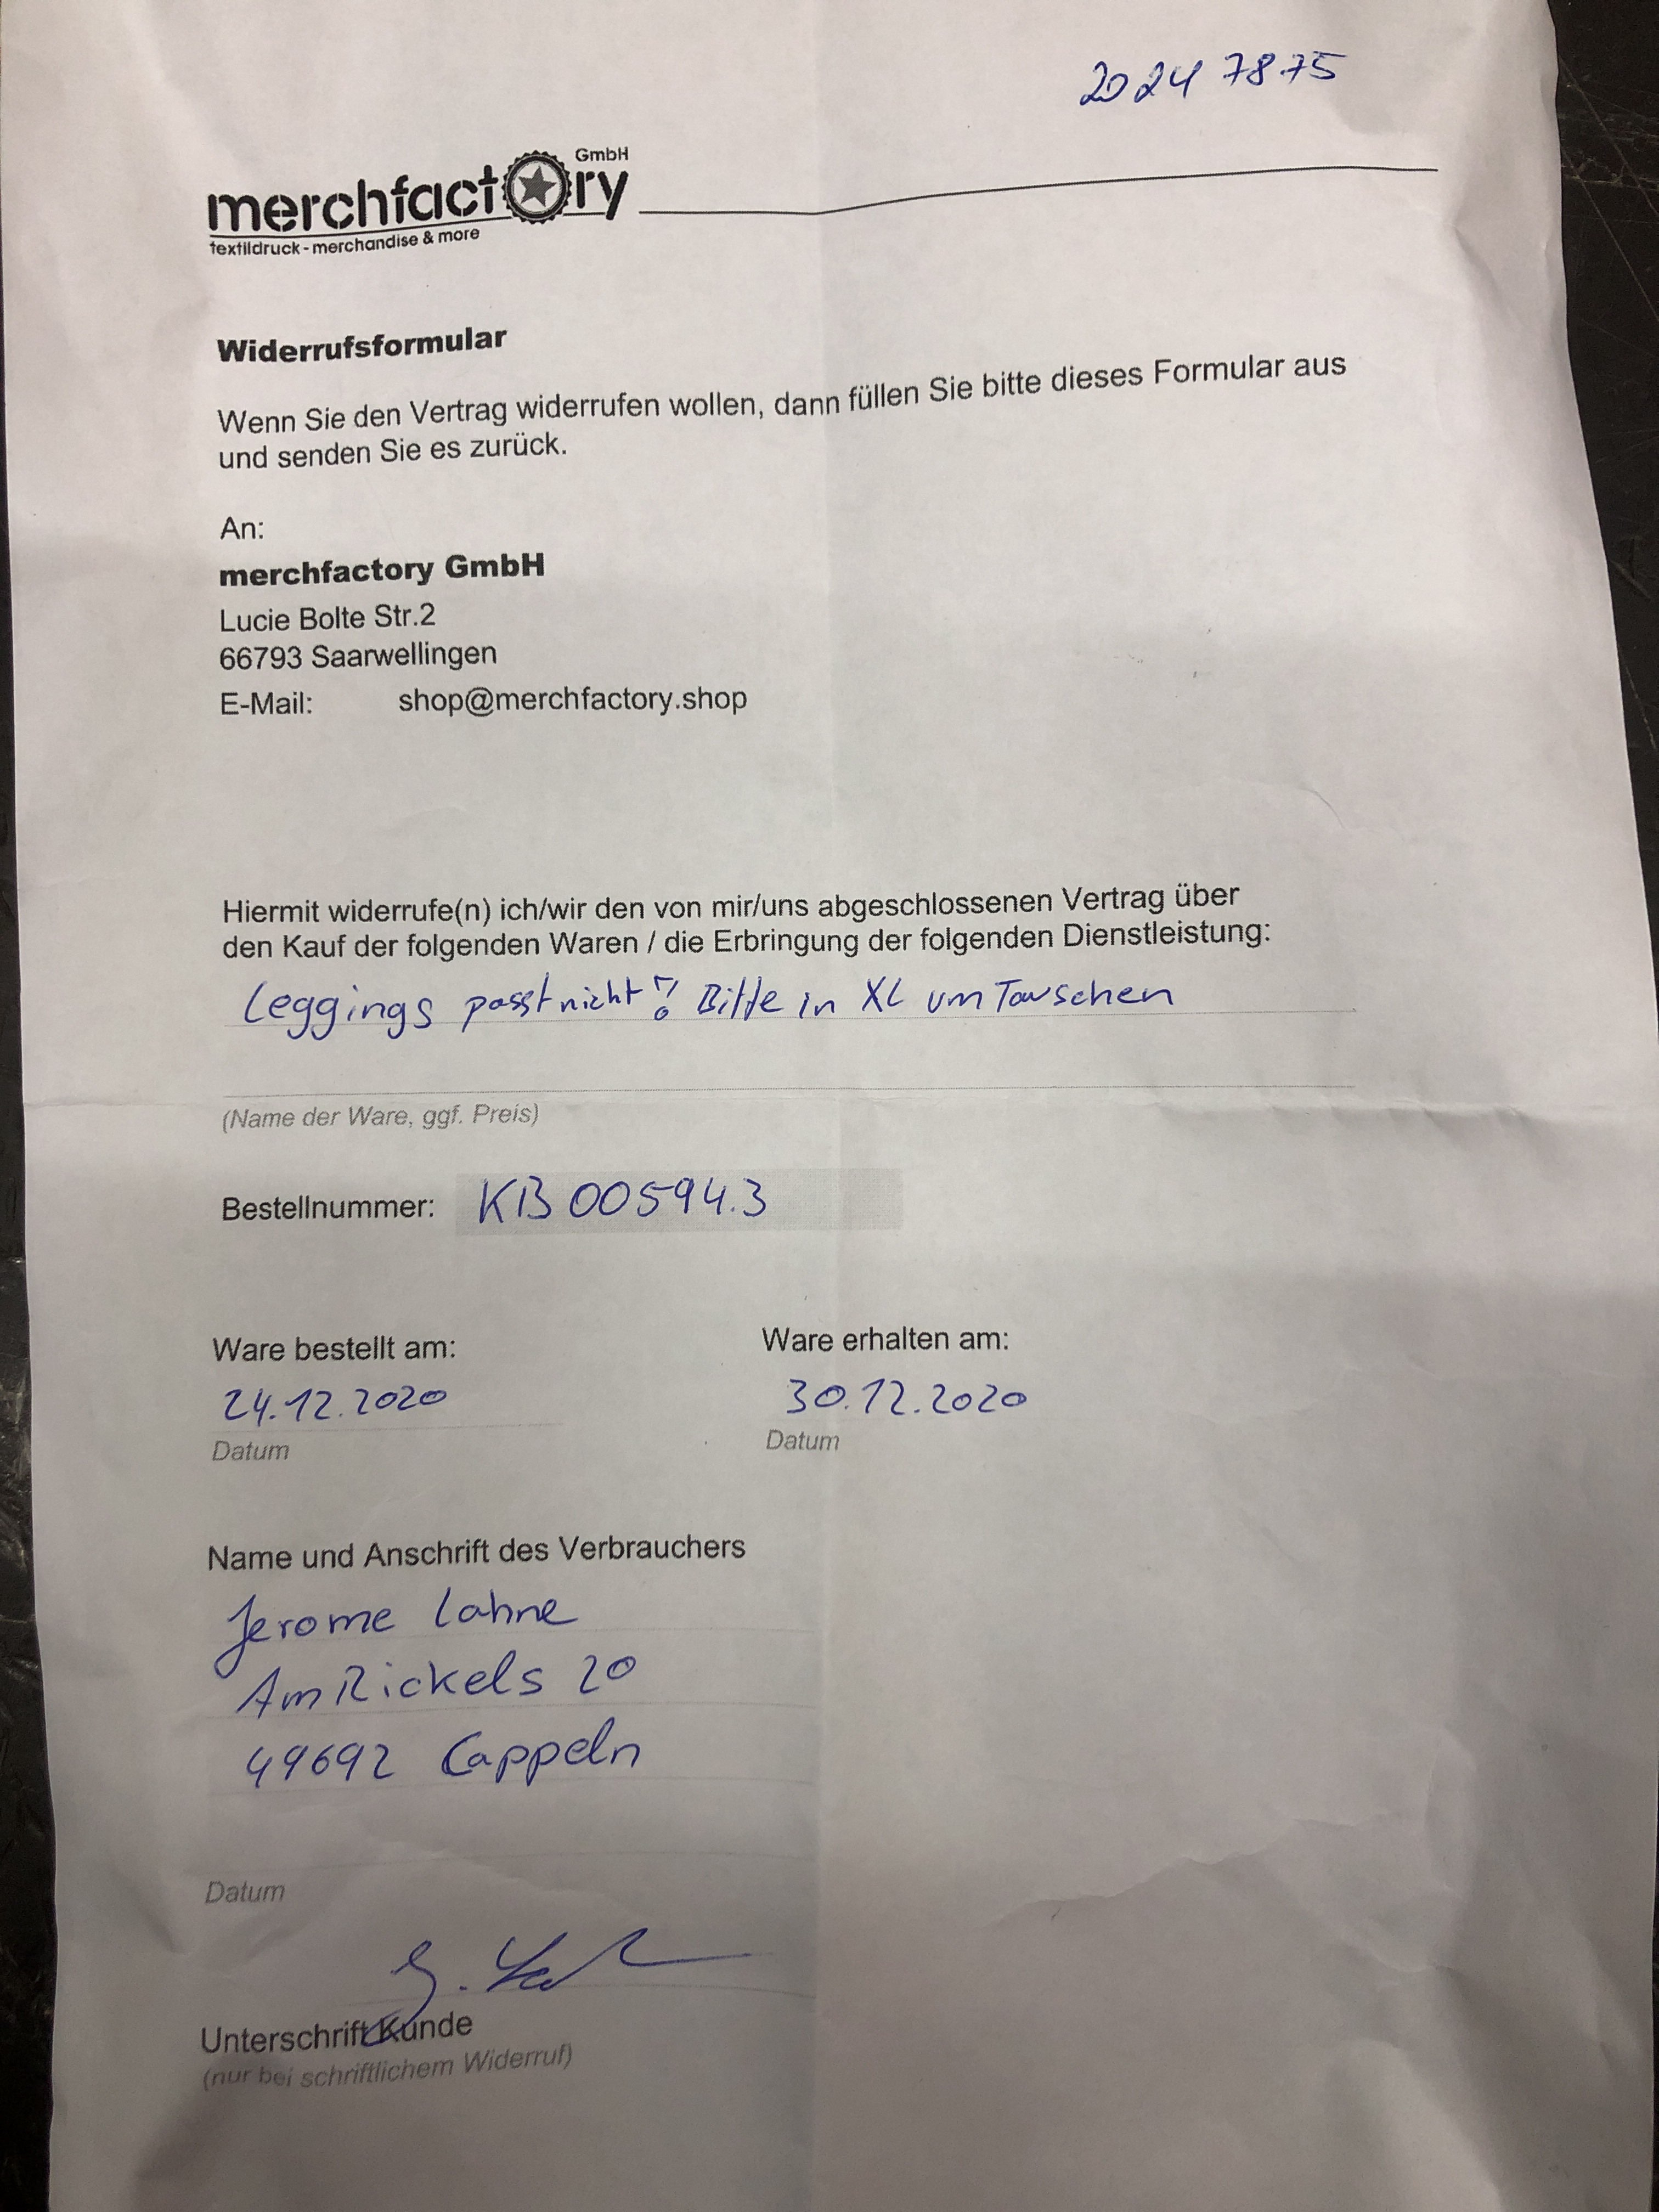 2024 7875
merchfactory GmbH
textildruck - merchandise & more
Widerrufsformular
Wenn Sie den Vertrag widerrufen wollen, dann füllen Sie bitte dieses Formular aus
und senden Sie es zurück.
An:
merchfactory GmbH
Lucie Bolte Str.2
66793 Saarwellingen
E-Mail: shop@merchfactory.shop
Hiermit widerrufe(n) ich/wir den von mir/uns abgeschlossenen Vertrag über
den Kauf der folgenden Waren / die Erbringung der folgenden Dienstleistung:
Leggings passt nicht! Bitte in XL umTauschen
(Name der Ware, ggf. Preis)
Bestellnummer: KB 00594.3
Ware bestellt am: Ware erhalten am:
24.12.2020 30.12.2020
Datum Datum
Name und Anschrift des Verbrauchers
Jerome Lahne
Am Rickels 20
49692 Cappeln
Datum
Unterschrift Kunde
(nur bei schriftlichem Widerruf)